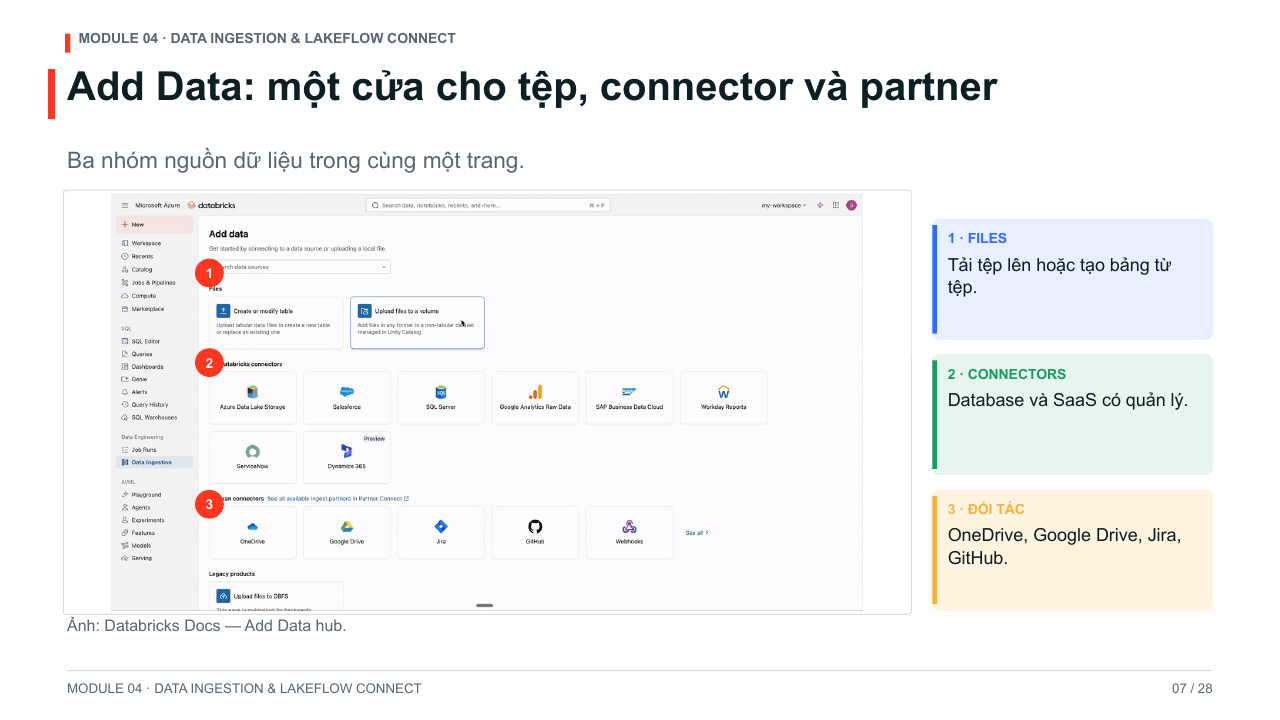 MODULE 04 · DATA INGESTION & LAKEFLOW CONNECT
Add Data: một cửa cho tệp, connector và partner
Ba nhóm nguồn dữ liệu trong cùng một trang.
Microsoft Azure databricks
Search data, notebooks, recents, and more...
⌘ + P
my-workspace
S
New
Workspace
Recents
Catalog
Jobs & Pipelines
Compute
Marketplace
SQL
SQL Editor
Queries
Dashboards
Genie
Alerts
Query History
SQL Warehouses
Data Engineering
Job Runs
Data Ingestion
AI/ML
Playground
Agents
Experiments
Features
Models
Serving
Add data
Get started by connecting to a data source or uploading a local file.
1
data sources
Files
Create or modify table
Upload tabular data files to create a new table
or replace an existing one
Upload files to a volume
Add files in any format to a non-tabular dataset
managed in Unity Catalog
2
Databricks connectors
Azure Data Lake Storage
Salesforce
SQL Server
Google Analytics Raw Data
SAP Business Data Cloud
Workday Reports
ServiceNow
Preview
Dynamics 365
3
connectors See all available ingest partners in Partner Connect
OneDrive
Google Drive
Jira
GitHub
Webhooks
See all
Legacy products
Upload files to DBFS
1 · FILES
Tải tệp lên hoặc tạo bảng từ
tệp.
2 · CONNECTORS
Database và SaaS có quản lý.
3 · ĐỐI TÁC
OneDrive, Google Drive, Jira,
GitHub.
Ảnh: Databricks Docs — Add Data hub.
MODULE 04 · DATA INGESTION & LAKEFLOW CONNECT
07 / 28